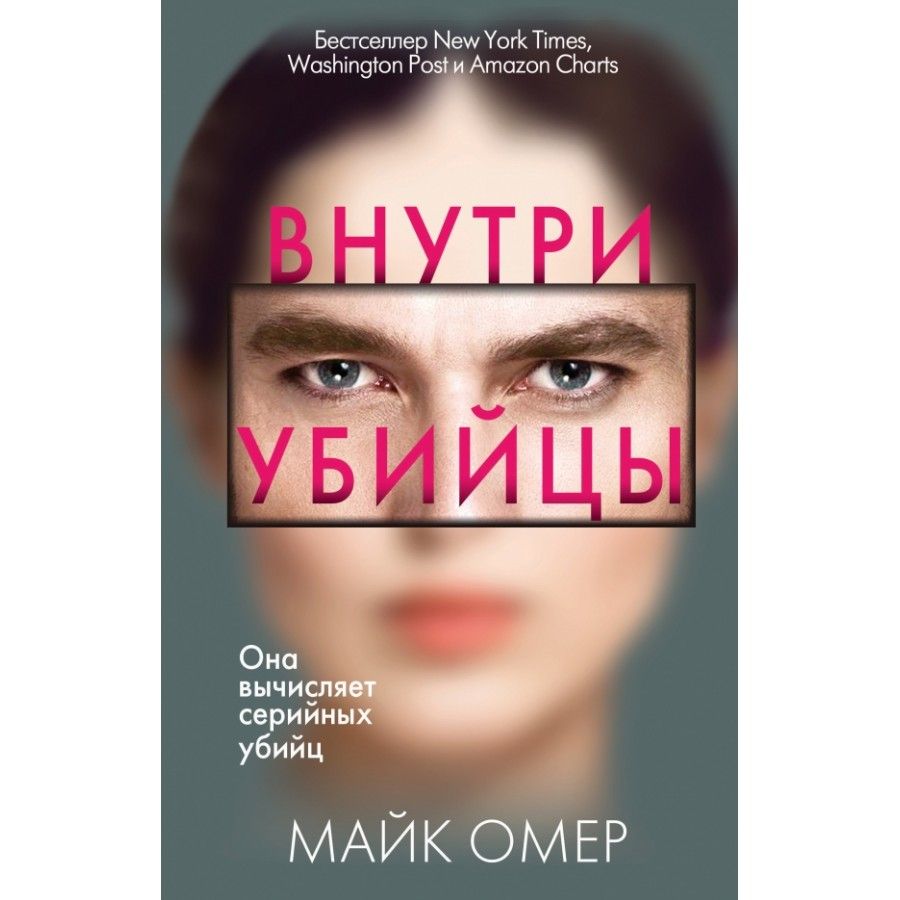 Бестселлер New York Times,
Washington Post и Amazon Charts
ВНУТРИ
УБИЙЦЫ
Она
вычисляет
серийных
убийц
МАЙК ОМЕР